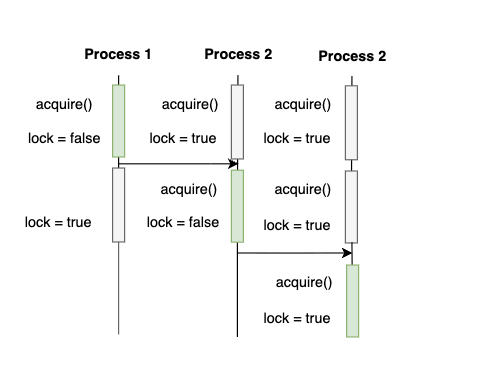 Process 1 Process 2 Process 2
acquire() acquire() acquire()
lock = false lock = true lock = true
acquire() acquire()
lock = true lock = false lock = true
acquire()
lock = true